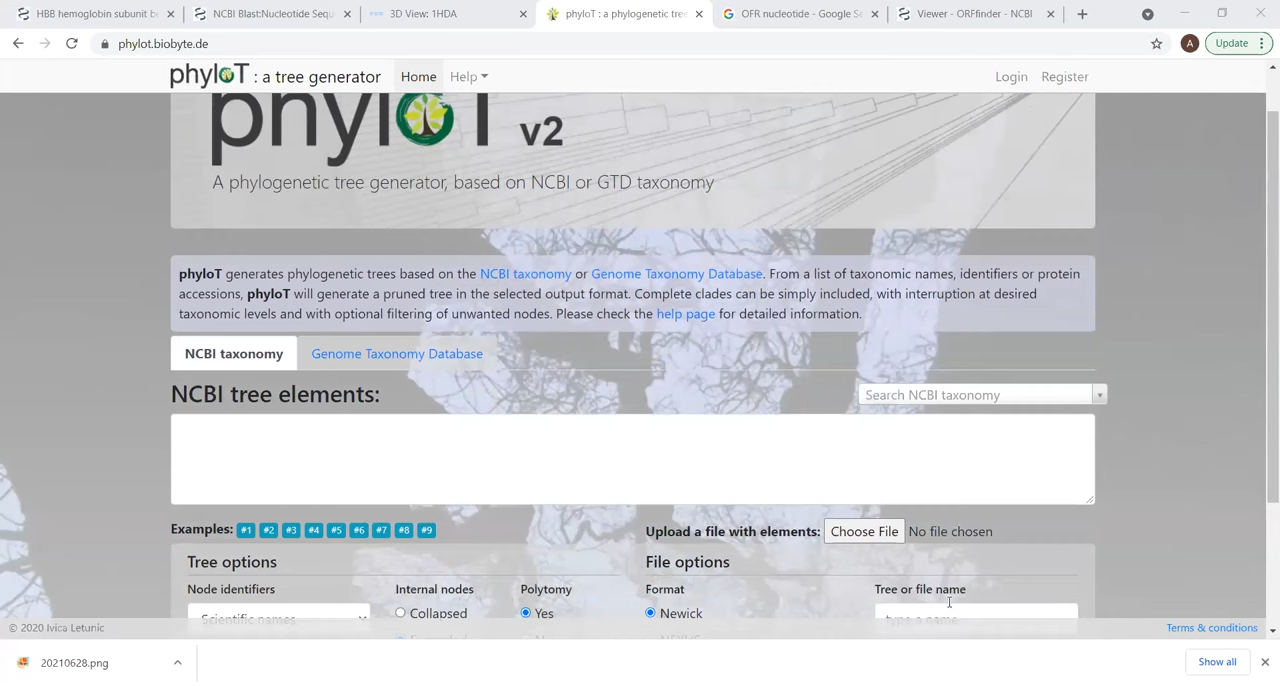 HBB hemoglobin subunit b
NCBI Blast:Nucleotide Sequ
3D View: 1HDA
phyloT : a phylogenetic tree
OFR nucleotide - Google Se
Viewer - ORFfinder - NCBI
phylot.biobyte.de
A
Update
phyloT : a tree generator
Home
Help
Login
Register
phyloT v2
A phylogenetic tree generator, based on NCBI or GTD taxonomy
phyloT generates phylogenetic trees based on the NCBI taxonomy or Genome Taxonomy Database. From a list of taxonomic names, identifiers or protein
accessions, phyloT will generate a pruned tree in the selected output format. Complete clades can be simply included, with interruption at desired
taxonomic levels and with optional filtering of unwanted nodes. Please check the help page for detailed information.
NCBI taxonomy
Genome Taxonomy Database
NCBI tree elements:
Search NCBI taxonomy
Examples: #1 #2 #3 #4 #5 #6 #7 #8 #9
Upload a file with elements: Choose File No file chosen
Tree options
File options
Node identifiers
Internal nodes
Polytomy
Format
Tree or file name
Scientific names
Collapsed
Yes
Newick
type a name
© 2020 Ivica Letunic
Terms & conditions
20210628.png
Show all